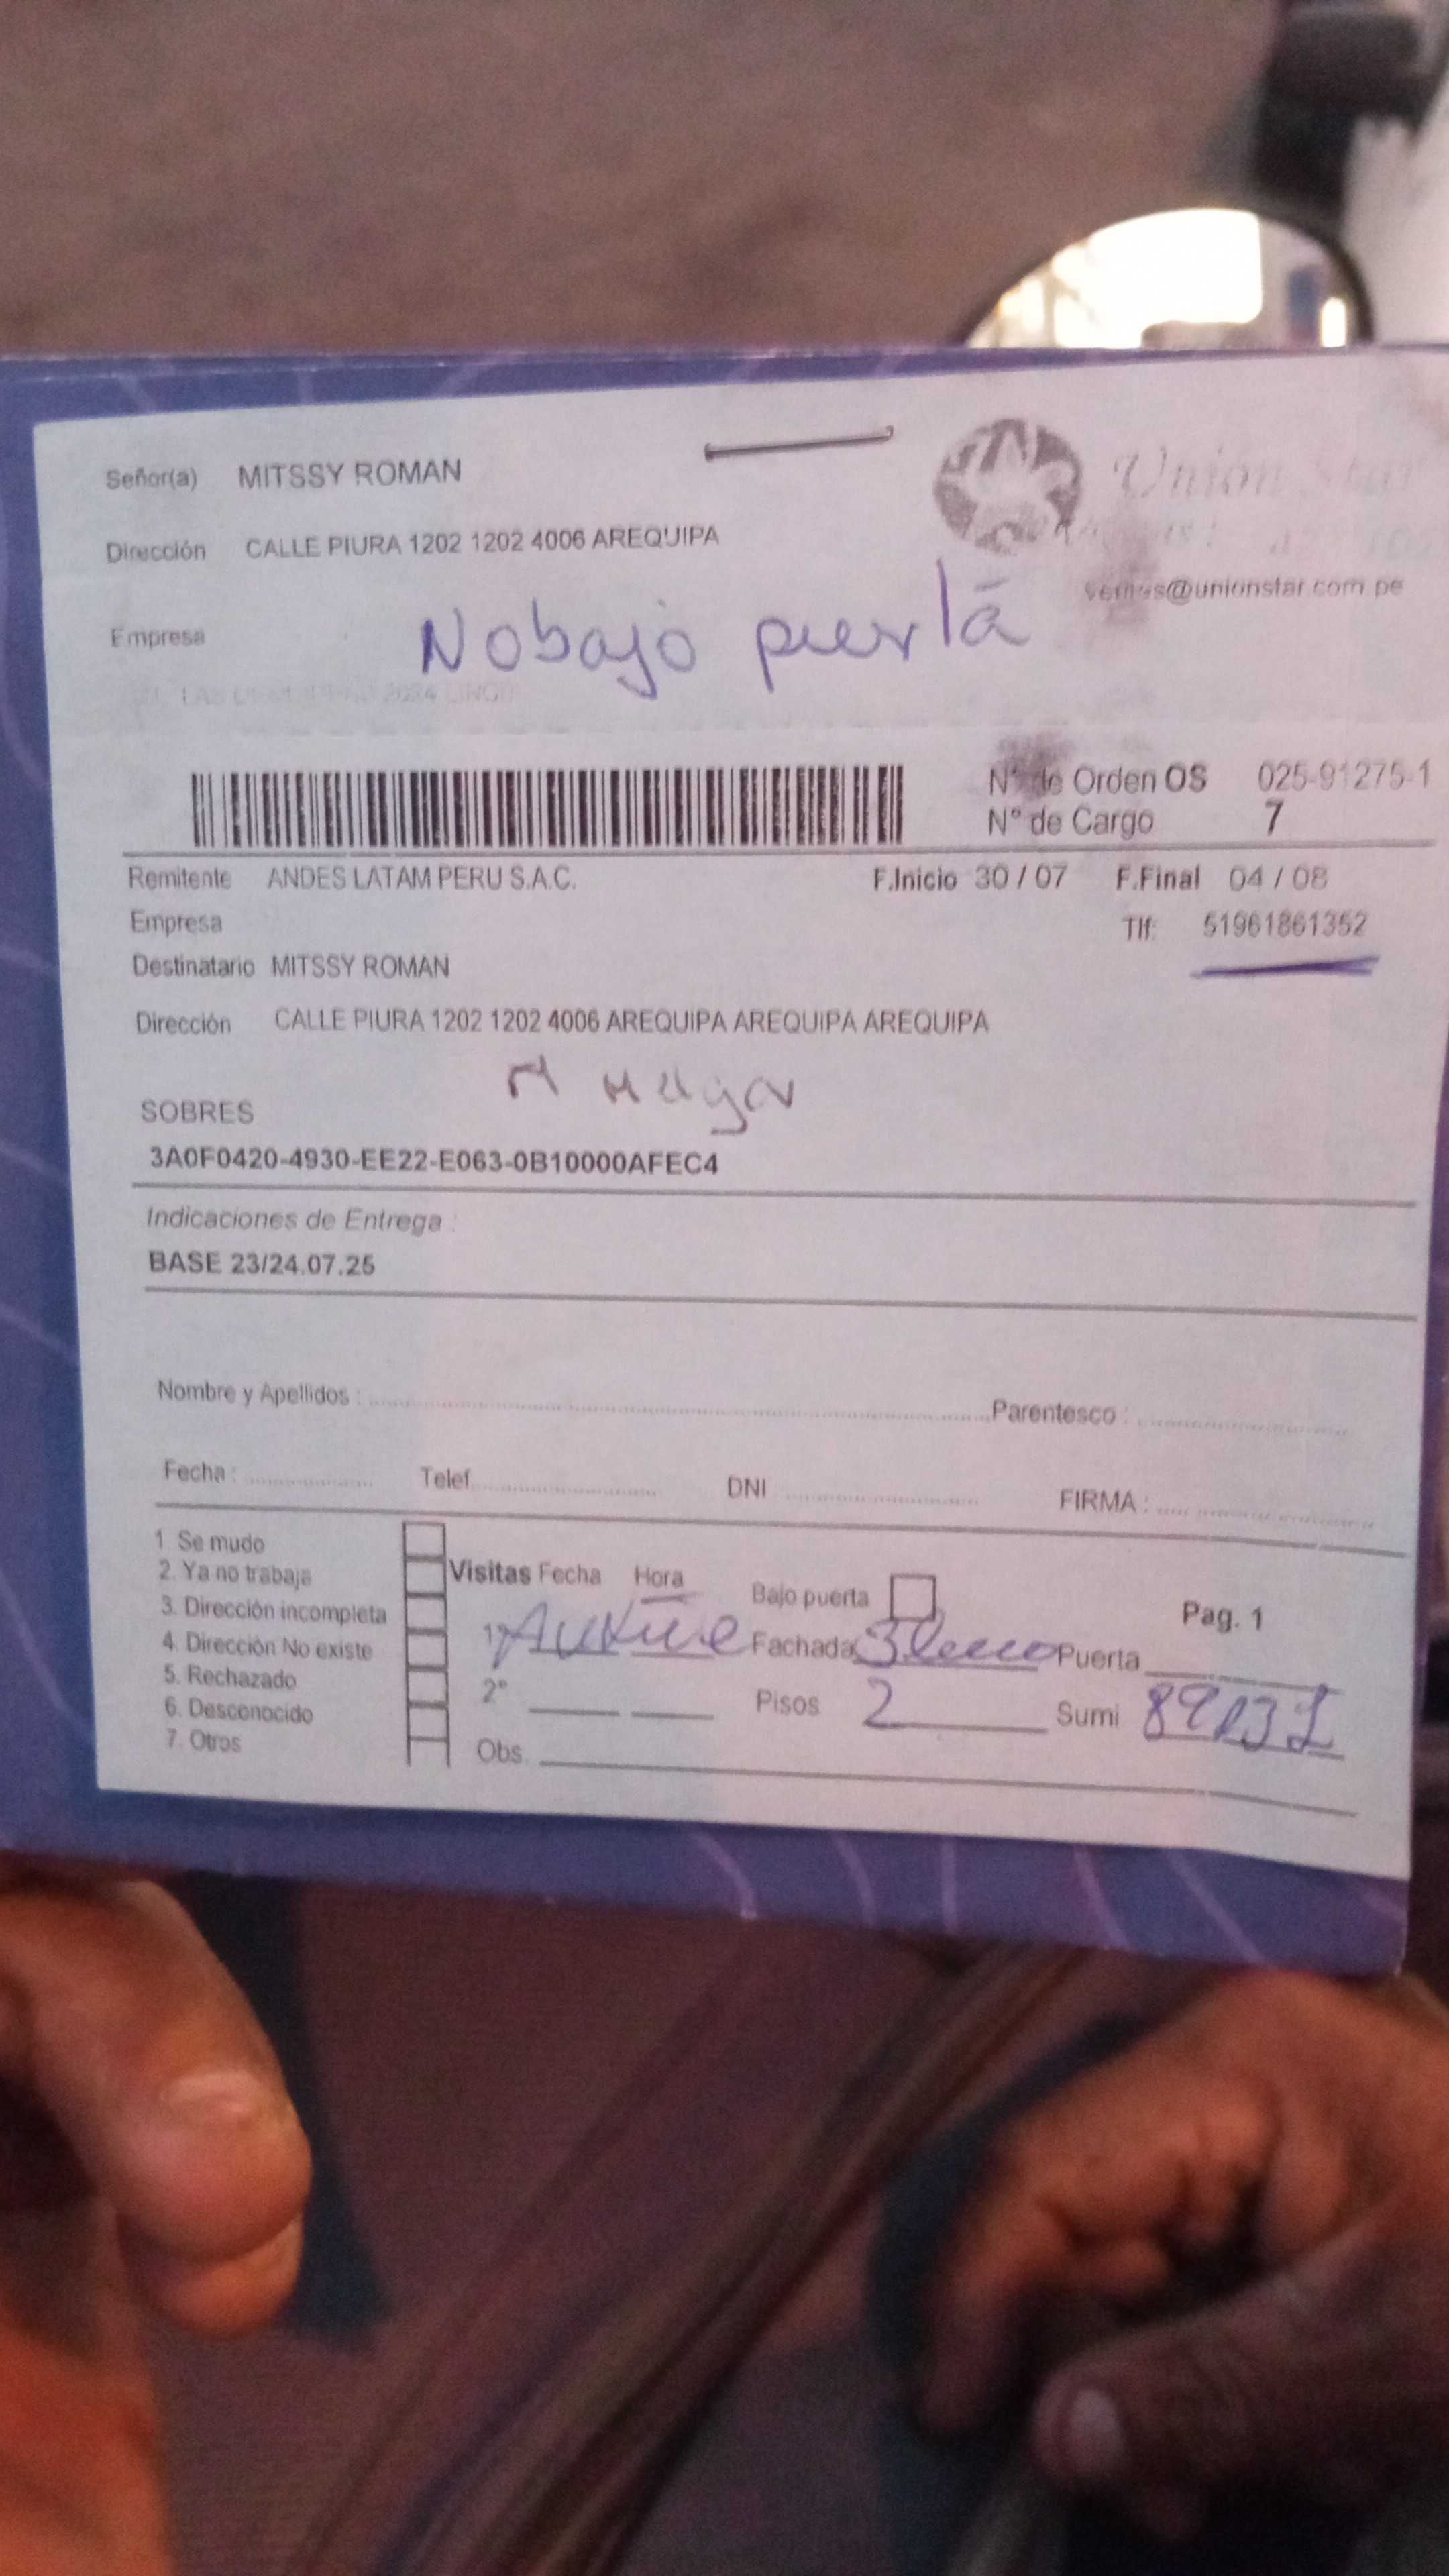 Señor(a) MITSSY ROMAN
Unión Star
Dirección CALLE PIURA 1202 1202 4006 AREQUIPA
ventas@unionstar.com.pe
Empresa
No bajo puerta
N° de Orden OS 025-91275-1
N° de Cargo 7
Remitente ANDES LATAM PERU S.A.C. F.Inicio 30 / 07 F.Final 04 / 08
Empresa Tlf: 51961861352
Destinatario MITSSY ROMAN
Dirección CALLE PIURA 1202 1202 4006 AREQUIPA AREQUIPA AREQUIPA
SOBRES
3A0F0420-4930-EE22-E063-0B10000AFEC4
Indicaciones de Entrega :
BASE 23/24.07.25
Nombre y Apellidos : Parentesco :
Fecha : Telef. DNI FIRMA :
1 Se mudo
2. Ya no trabaja
3. Dirección incompleta
4. Dirección No existe
5. Rechazado
6. Desconocido
7. Otros
Visitas Fecha Hora Bajo puerta Pag. 1
1° Fachada Puerta
2° Pisos 2 Sumi
Obs.